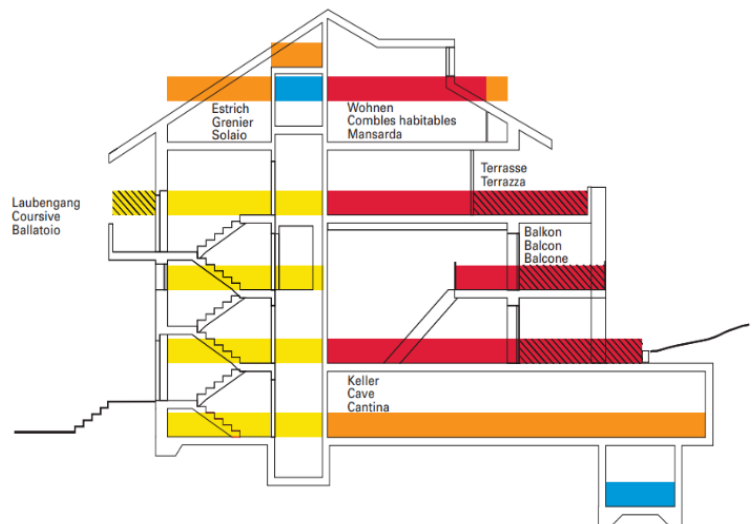 Estrich
Grenier
Solaio
Wohnen
Combles habitables
Mansarda
Terrasse
Terrazza
Laubengang
Coursive
Ballatoio
Balkon
Balcon
Balcone
Keller
Cave
Cantina